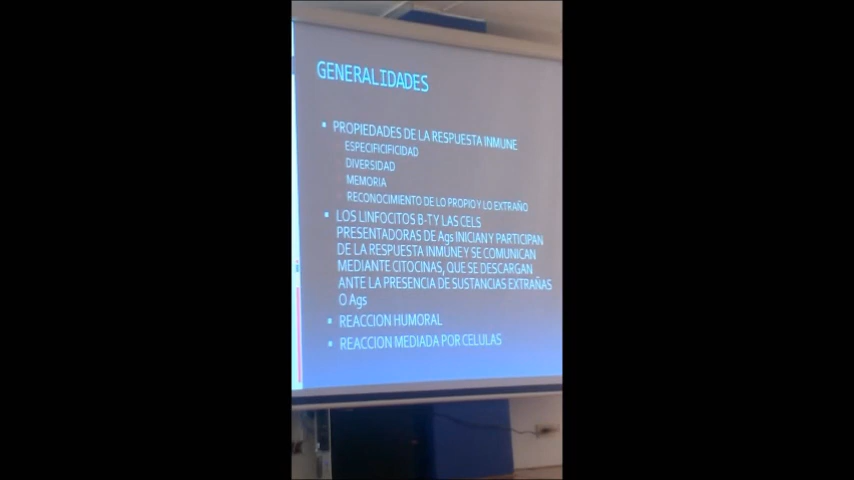 GENERALIDADES
▪ PROPIEDADES DE LA RESPUESTA INMUNE
ESPECIFICIFICIDAD
DIVERSIDAD
MEMORIA
RECONOCIMIENTO DE LO PROPIO Y LO EXTRAÑO
▪ LOS LINFOCITOS B-T Y LAS CELS
PRESENTADORAS DE Ags INICIAN Y PARTICIPAN
DE LA RESPUESTA INMUNE Y SE COMUNICAN
MEDIANTE CITOCINAS, QUE SE DESCARGAN
ANTE LA PRESENCIA DE SUSTANCIAS EXTRAÑAS
O Ags
▪ REACCION HUMORAL
▪ REACCION MEDIADA POR CELULAS